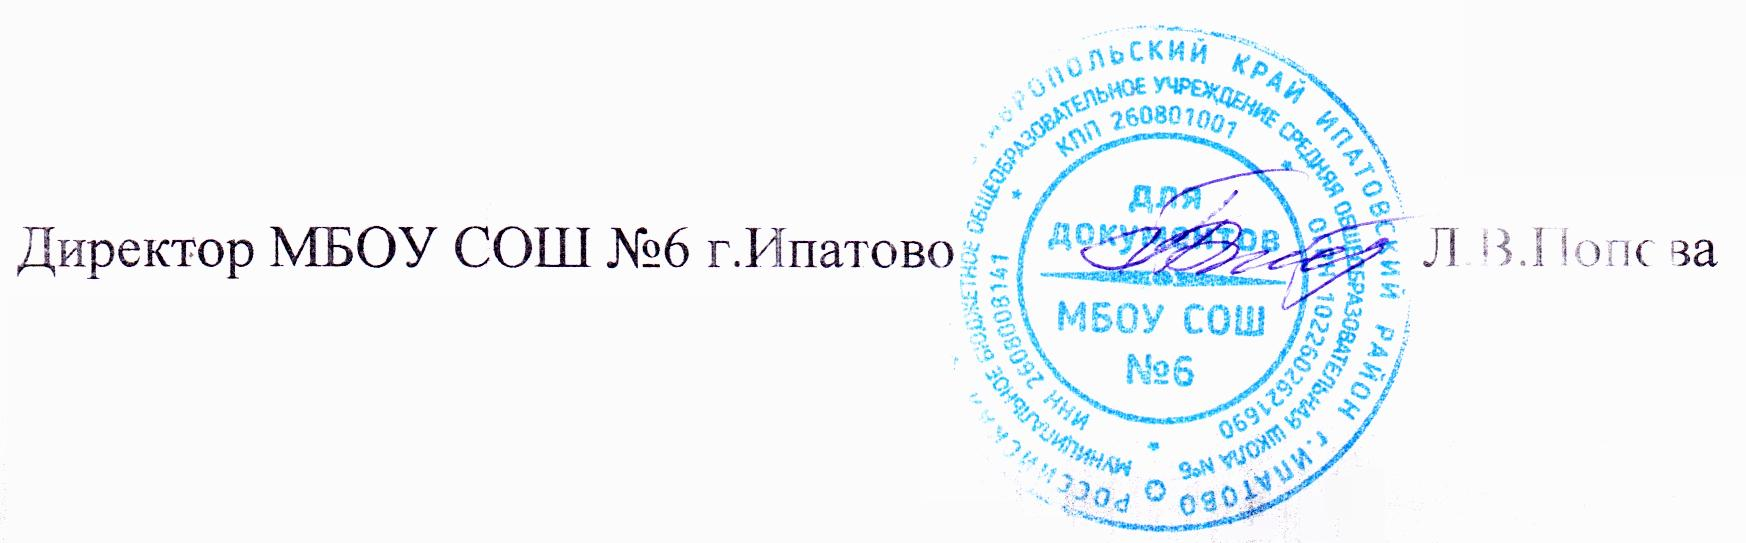 Директор МБОУ СОШ №6 г.Ипатово Л.В.Попова
СТАВРОПОЛЬСКИЙ КРАЙ ИПАТОВСКИЙ РАЙОН г. ИПАТОВО
РОССИЙСКАЯ
МУНИЦИПАЛЬНОЕ БЮДЖЕТНОЕ ОБЩЕОБРАЗОВАТЕЛЬНОЕ УЧРЕЖДЕНИЕ СРЕДНЯЯ ОБЩЕОБРАЗОВАТЕЛЬНАЯ ШКОЛА №6
ИНН 2608008141 * КПП 260801001 * ОГРН 1022602621690 *
ДЛЯ
ДОКУМЕНТОВ
МБОУ СОШ
№6